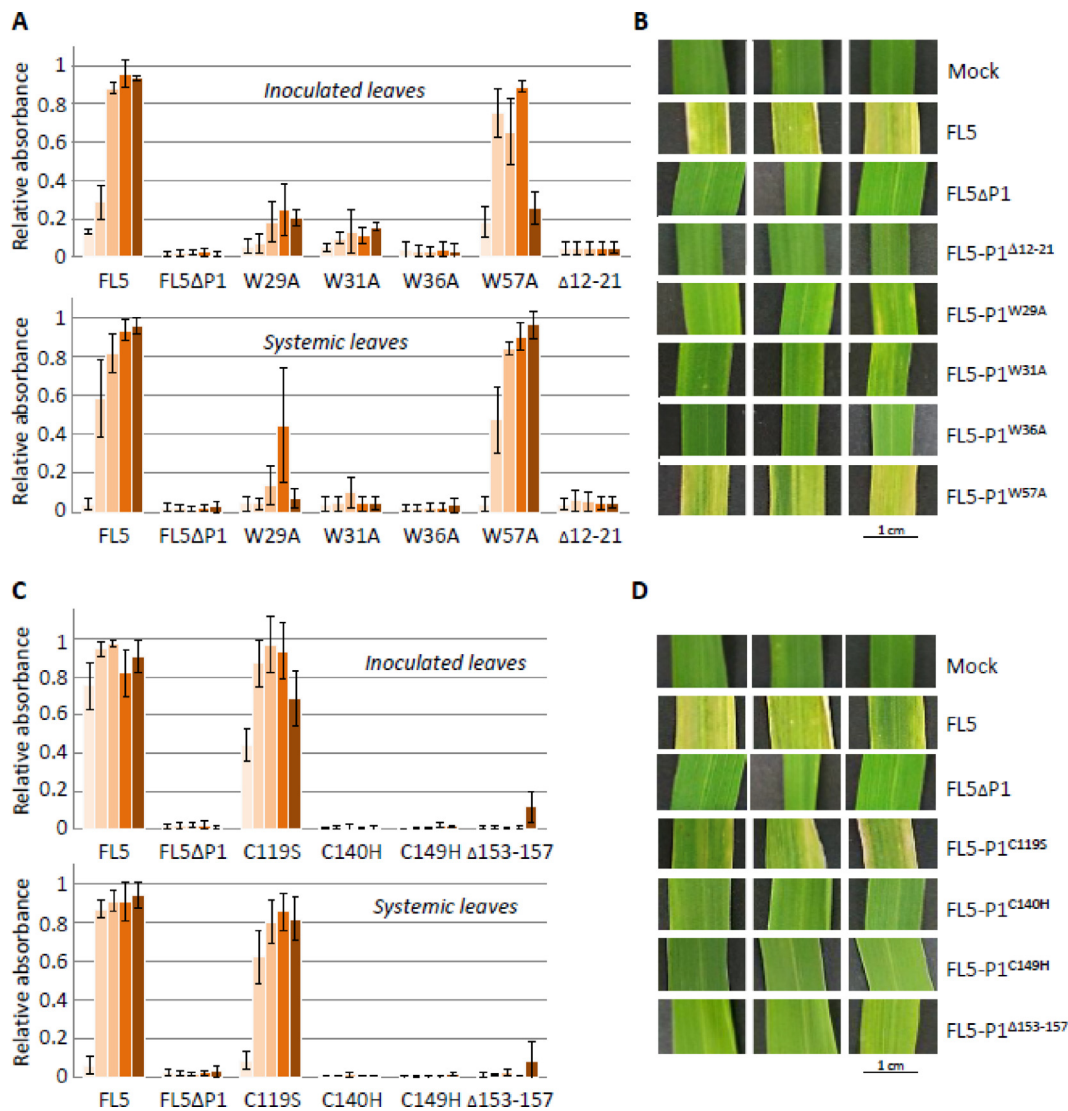 A
Relative absorbance
1
0.8
0.6
0.4
0.2
0
Inoculated leaves
FL5 FL5ΔP1 W29A W31A W36A W57A Δ12-21
Relative absorbance
1
0.8
0.6
0.4
0.2
0
Systemic leaves
FL5 FL5ΔP1 W29A W31A W36A W57A Δ12-21
B
Mock
FL5
FL5ΔP1
FL5-P1Δ12-21
FL5-P1W29A
FL5-P1W31A
FL5-P1W36A
FL5-P1W57A
1 cm
C
Relative absorbance
1
0.8
0.6
0.4
0.2
0
Inoculated leaves
FL5 FL5ΔP1 C119S C140H C149H Δ153-157
Relative absorbance
1
0.8
0.6
0.4
0.2
0
Systemic leaves
FL5 FL5ΔP1 C119S C140H C149H Δ153-157
D
Mock
FL5
FL5ΔP1
FL5-P1C119S
FL5-P1C140H
FL5-P1C149H
FL5-P1Δ153-157
1 cm